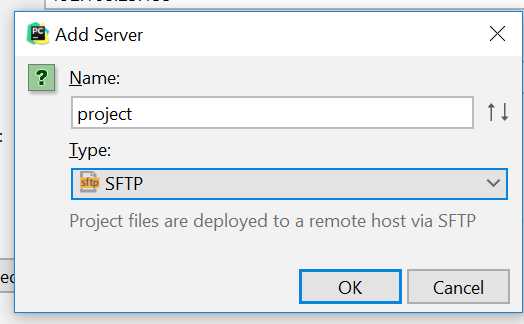 Add Server
Name:
project
Type:
SFTP
Project files are deployed to a remote host via SFTP
OK
Cancel